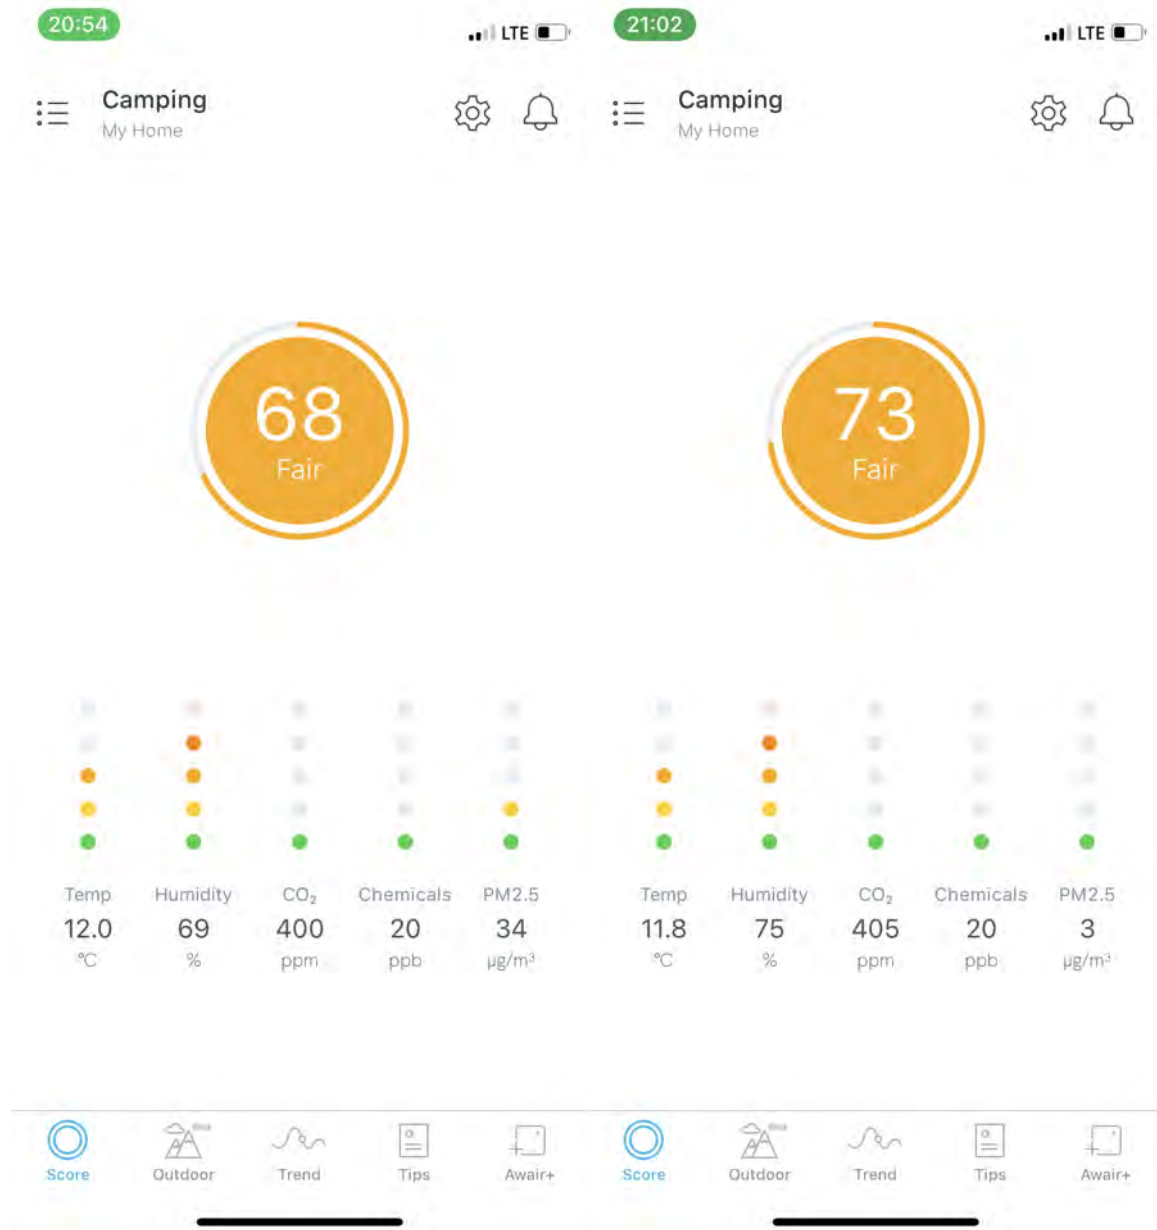 20:54
LTE
Camping
My Home
68
Fair
Temp Humidity CO₂ Chemicals PM2.5
12.0 69 400 20 34
°C % ppm ppb µg/m³
Score Outdoor Trend Tips Awair+
21:02
LTE
Camping
My Home
73
Fair
Temp Humidity CO₂ Chemicals PM2.5
11.8 75 405 20 3
°C % ppm ppb µg/m³
Score Outdoor Trend Tips Awair+